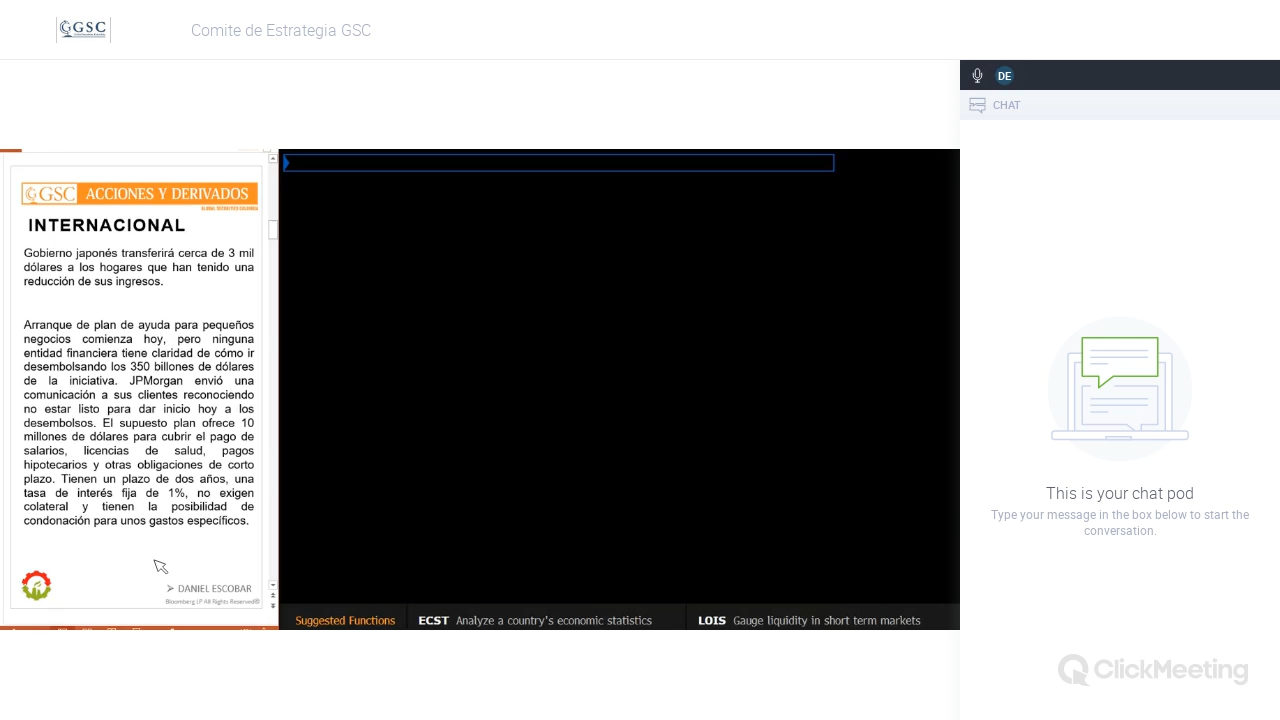 GSC
Comite de Estrategia GSC
DE
CHAT
GSC ACCIONES Y DERIVADOS
GLOBAL SECURITIES COLOMBIA
INTERNACIONAL
Gobierno japonés transferirá cerca de 3 mil
dólares a los hogares que han tenido una
reducción de sus ingresos.
Arranque de plan de ayuda para pequeños
negocios comienza hoy, pero ninguna
entidad financiera tiene claridad de cómo ir
desembolsando los 350 billones de dólares
de la iniciativa. JPMorgan envió una
comunicación a sus clientes reconociendo
no estar listo para dar inicio hoy a los
desembolsos. El supuesto plan ofrece 10
millones de dólares para cubrir el pago de
salarios, licencias de salud, pagos
hipotecarios y otras obligaciones de corto
plazo. Tienen un plazo de dos años, una
tasa de interés fija de 1%, no exigen
colateral y tienen la posibilidad de
condonación para unos gastos específicos.
➢ DANIEL ESCOBAR
Bloomberg LP All Rights Reserved®
Suggested Functions
ECST Analyze a country's economic statistics
LOIS Gauge liquidity in short term markets
This is your chat pod
Type your message in the box below to start the
conversation.
ClickMeeting